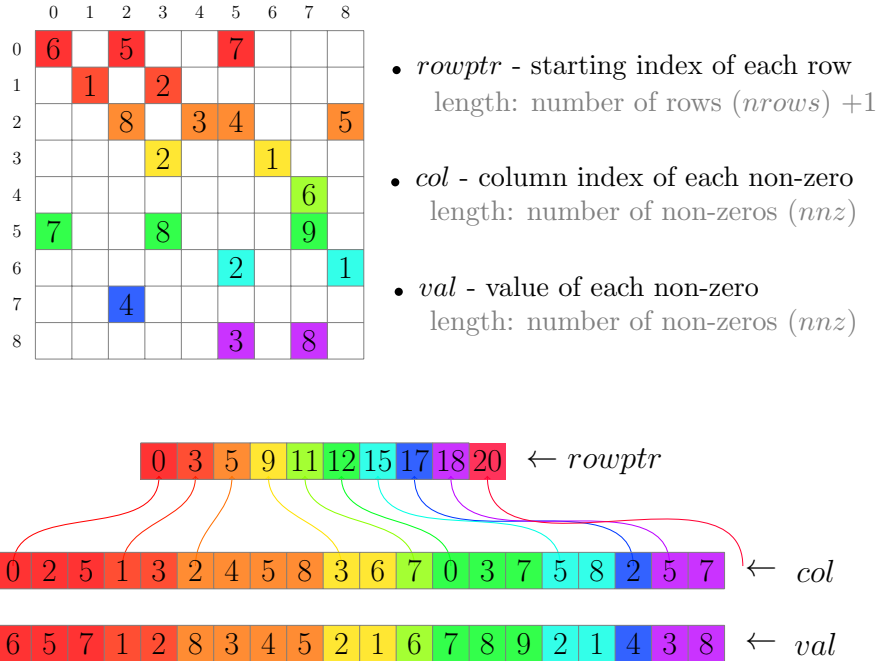 0 1 2 3 4 5 6 7 8
0 6 5 7
1 1 2
2 8 3 4 5
3 2 1
4 6
5 7 8 9
6 2 1
7 4
8 3 8
• rowptr - starting index of each row
length: number of rows (nrows) +1
• col - column index of each non-zero
length: number of non-zeros (nnz)
• val - value of each non-zero
length: number of non-zeros (nnz)
0 3 5 9 11 12 15 17 18 20 ← rowptr
0 2 5 1 3 2 4 5 8 3 6 7 0 3 7 5 8 2 5 7 ← col
6 5 7 1 2 8 3 4 5 2 1 6 7 8 9 2 1 4 3 8 ← val